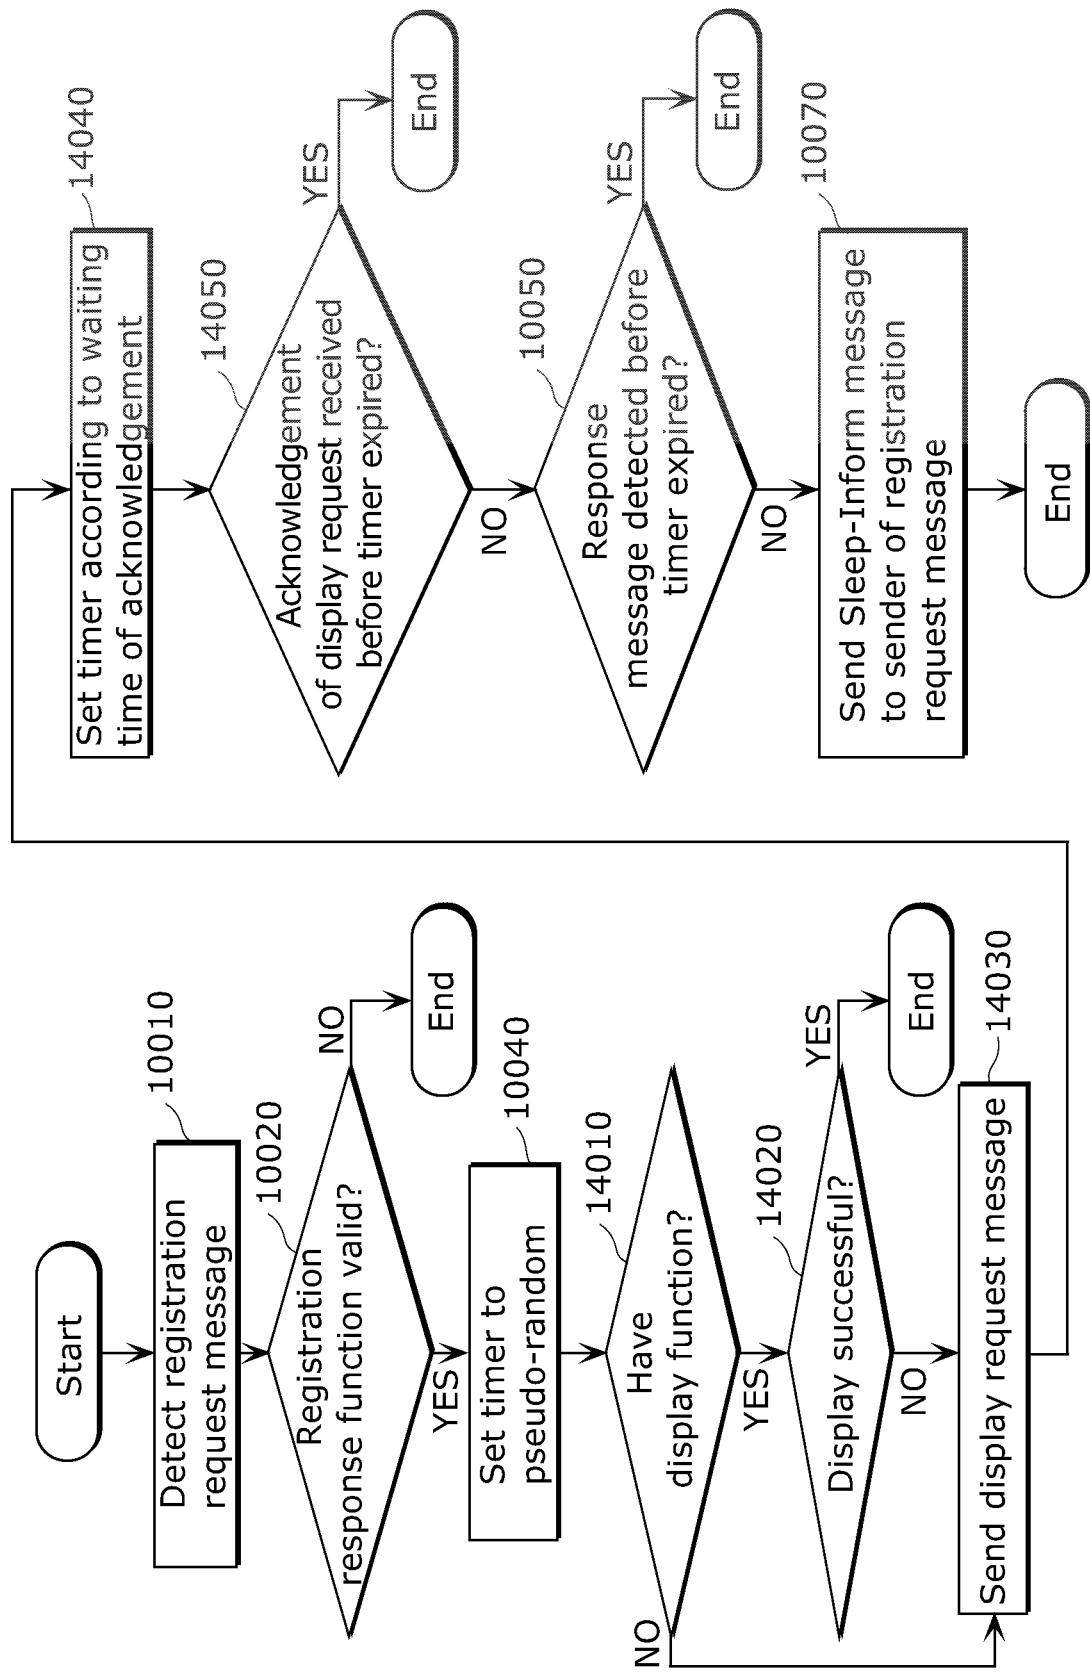 Start
Detect registration
request message
10010
Registration
response function valid?
10020
NO
End
YES
Set timer to
pseudo-random
10040
Have
display function?
14010
NO
YES
Display successful?
14020
YES
End
NO
Send display request message
14030
Set timer according to waiting
time of acknowledgement
14040
Acknowledgement
of display request received
before timer expired?
14050
YES
End
NO
Response
message detected before
timer expired?
10050
YES
End
NO
Send Sleep-Inform message
to sender of registration
request message
10070
End